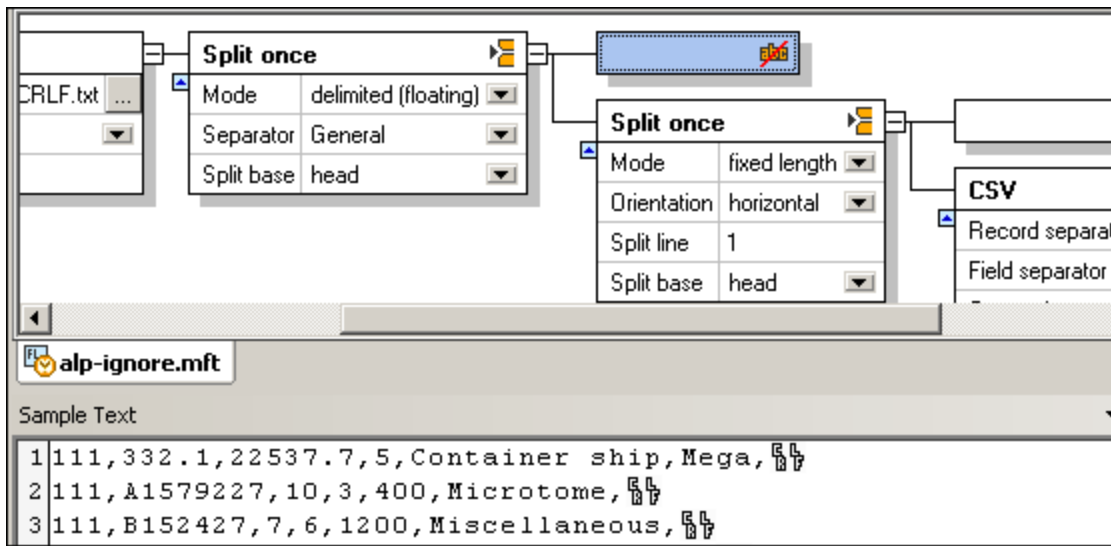 Split once
CRLF.txt ...
Mode delimited (floating)
Separator General
Split base head
abc
Split once
Mode fixed length
Orientation horizontal
Split line 1
Split base head
CSV
Record separat
Field separator
alp-ignore.mft
Sample Text
1 111,332.1,22537.7,5,Container ship,Mega,␍␊
2 111,A1579227,10,3,400,Microtome,␍␊
3 111,B152427,7,6,1200,Miscellaneous,␍␊